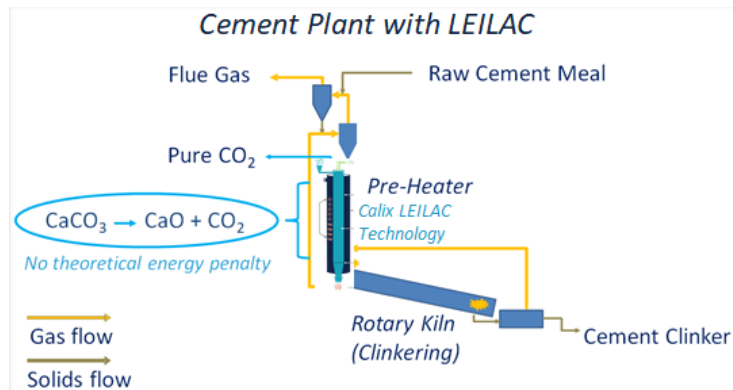 Cement Plant with LEILAC
Flue Gas
Raw Cement Meal
Pure CO₂
Pre-Heater
Calix LEILAC
Technology
CaCO₃ → CaO + CO₂
No theoretical energy penalty
Gas flow
Solids flow
Rotary Kiln
(Clinkering)
Cement Clinker